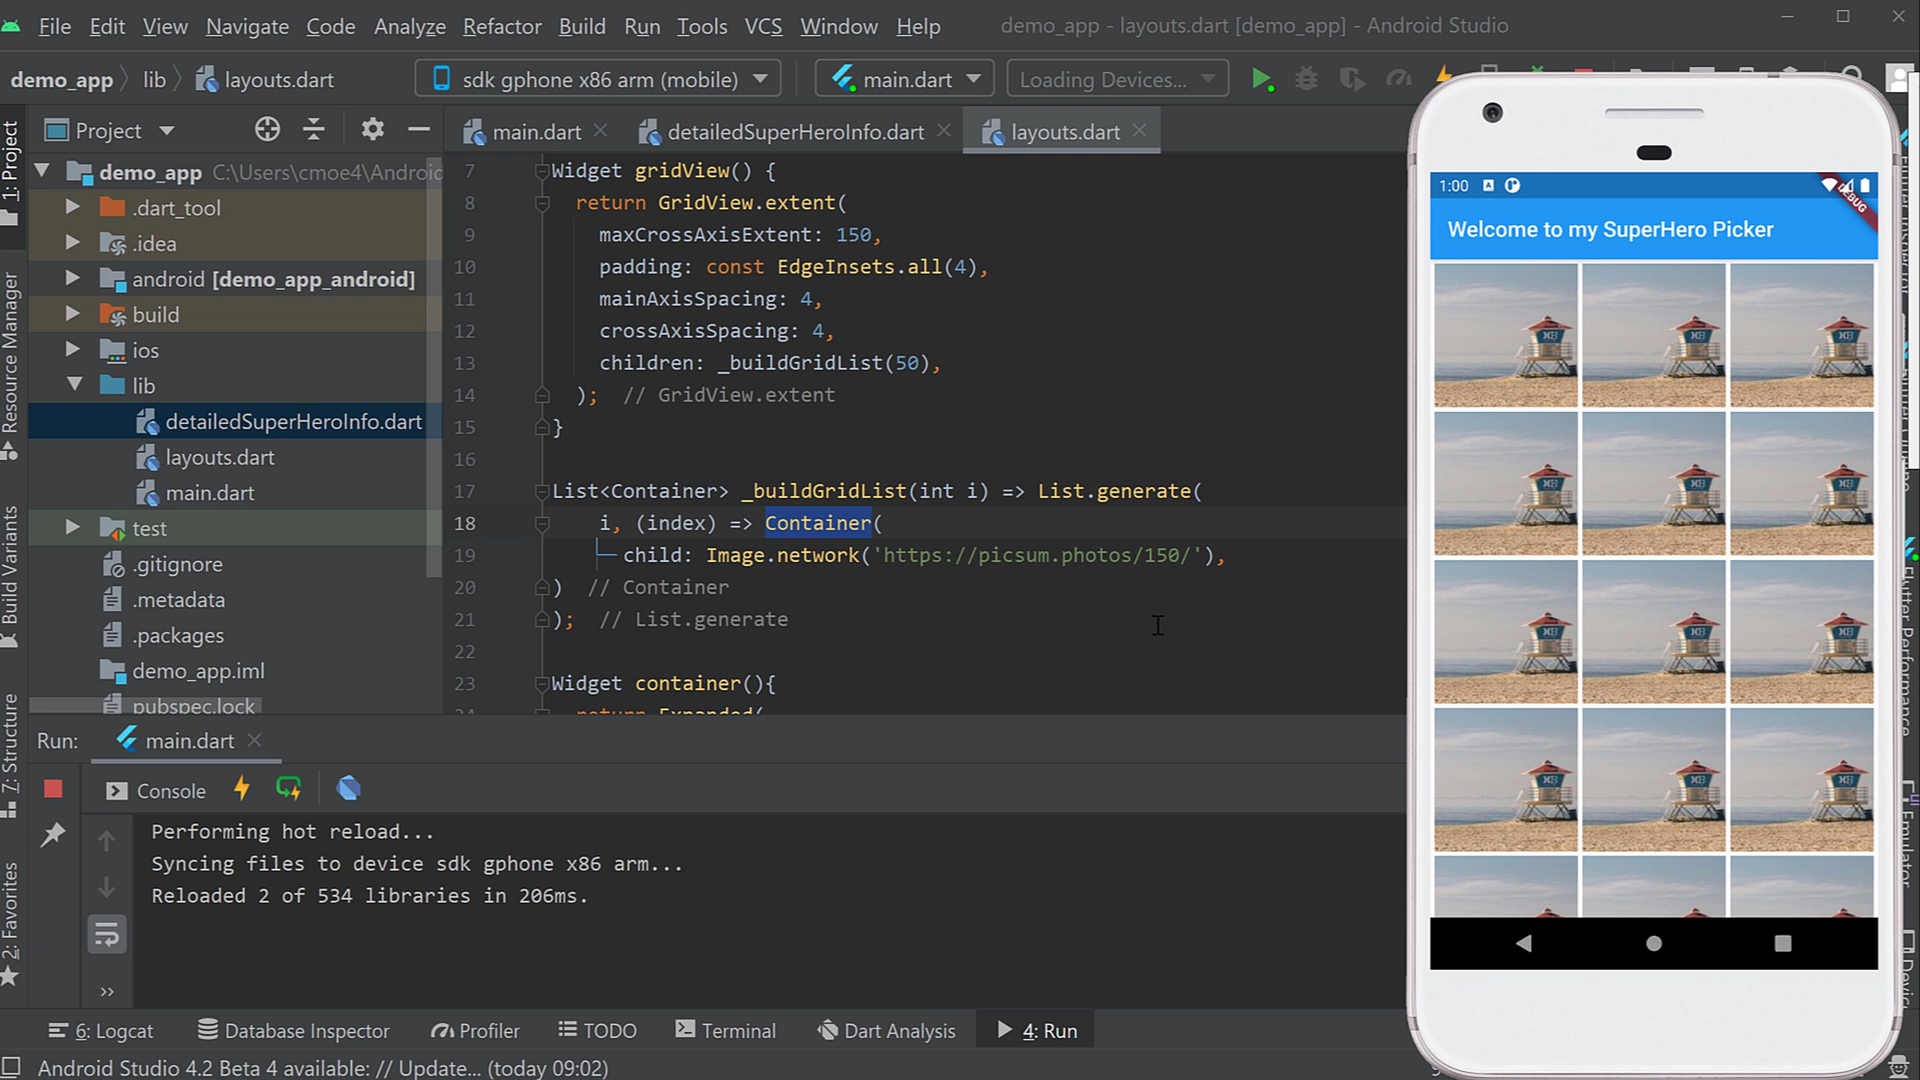 File Edit View Navigate Code Analyze Refactor Build Run Tools VCS Window Help demo_app - layouts.dart [demo_app] - Android Studio
demo_app lib layouts.dart sdk gphone x86 arm (mobile) main.dart Loading Devices...
Project
main.dart detailedSuperHeroInfo.dart layouts.dart
1: Project
Resource Manager
Build Variants
7: Structure
2: Favorites
demo_app C:\Users\cmoe4\Android
.dart_tool
.idea
android [demo_app_android]
build
ios
lib
detailedSuperHeroInfo.dart
layouts.dart
main.dart
test
.gitignore
.metadata
.packages
demo_app.iml
pubspec.lock
7 Widget gridView() {
8 return GridView.extent(
9 maxCrossAxisExtent: 150,
10 padding: const EdgeInsets.all(4),
11 mainAxisSpacing: 4,
12 crossAxisSpacing: 4,
13 children: _buildGridList(50),
14 ); // GridView.extent
15 }
16
17 List<Container> _buildGridList(int i) => List.generate(
18 i, (index) => Container(
19 child: Image.network('https://picsum.photos/150/'),
20 ) // Container
21 ); // List.generate
22
23 Widget container(){
24 return Expanded(
Run: main.dart
Console
Performing hot reload...
Syncing files to device sdk gphone x86 arm...
Reloaded 2 of 534 libraries in 206ms.
6: Logcat Database Inspector Profiler TODO Terminal Dart Analysis 4: Run
Android Studio 4.2 Beta 4 available: // Update... (today 09:02)
1:00
DEBUG
Welcome to my SuperHero Picker
Flutter Performance
Emulator